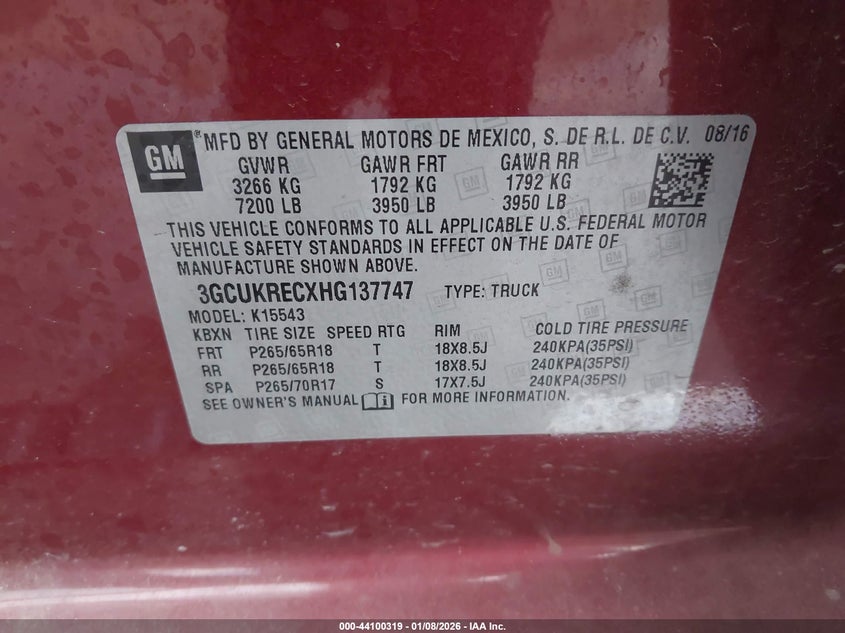 GM
® MFD BY GENERAL MOTORS DE MEXICO, S. DE R.L. DE C.V. 08/16
GVWR GAWR FRT GAWR RR
3266 KG 1792 KG 1792 KG
7200 LB 3950 LB 3950 LB
THIS VEHICLE CONFORMS TO ALL APPLICABLE U.S. FEDERAL MOTOR
VEHICLE SAFETY STANDARDS IN EFFECT ON THE DATE OF
MANUFACTURE SHOWN ABOVE.
3GCUKRECXHG137747 TYPE: TRUCK
MODEL: K15543
KBXN TIRE SIZE SPEED RTG RIM COLD TIRE PRESSURE
FRT P265/65R18 T 18X8.5J 240KPA(35PSI)
RR P265/65R18 T 18X8.5J 240KPA(35PSI)
SPA P265/70R17 S 17X7.5J 240KPA(35PSI)
SEE OWNER'S MANUAL i FOR MORE INFORMATION.
000-44100319 - 01/08/2026 - IAA Inc.